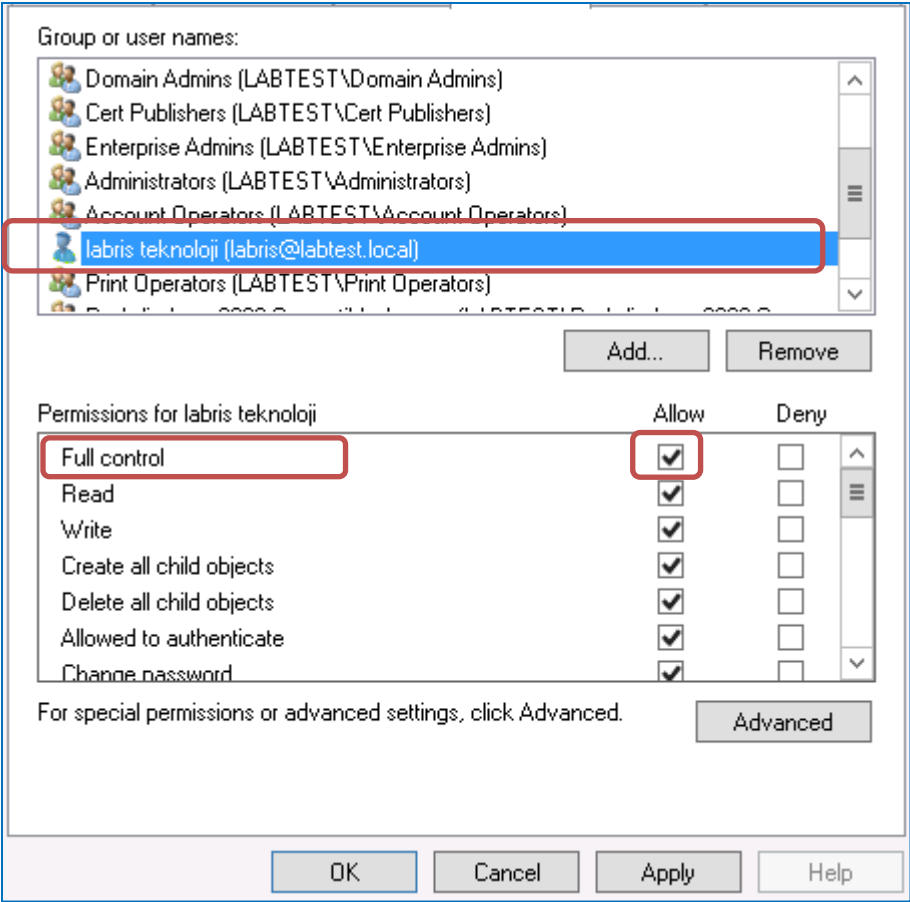 Group or user names:
Domain Admins (LABTEST\Domain Admins)
Cert Publishers (LABTEST\Cert Publishers)
Enterprise Admins (LABTEST\Enterprise Admins)
Administrators (LABTEST\Administrators)
Account Operators (LABTEST\Account Operators)
labris teknoloji (labris@labtest.local)
Print Operators (LABTEST\Print Operators)
Add... Remove
Permissions for labris teknoloji Allow Deny
Full control
Read
Write
Create all child objects
Delete all child objects
Allowed to authenticate
Change password
For special permissions or advanced settings, click Advanced.
Advanced
OK Cancel Apply Help